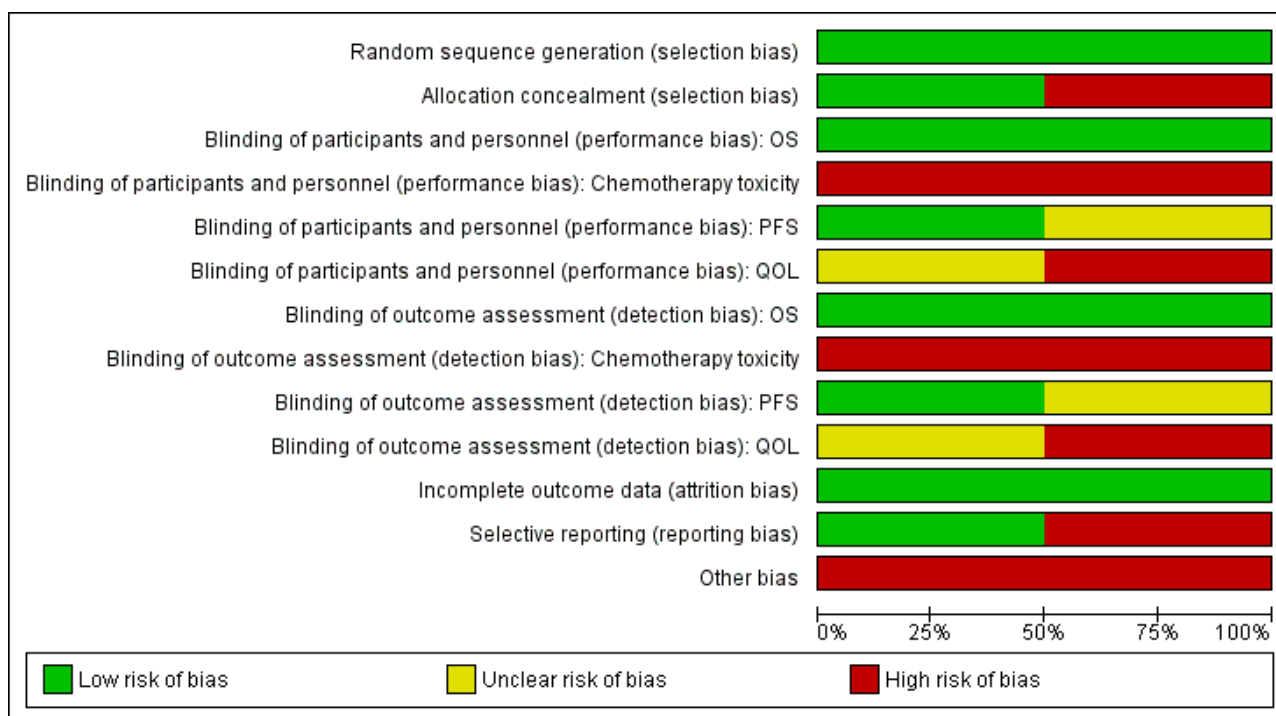 Random sequence generation (selection bias)
Allocation concealment (selection bias)
Blinding of participants and personnel (performance bias): OS
Blinding of participants and personnel (performance bias): Chemotherapy toxicity
Blinding of participants and personnel (performance bias): PFS
Blinding of participants and personnel (performance bias): QOL
Blinding of outcome assessment (detection bias): OS
Blinding of outcome assessment (detection bias): Chemotherapy toxicity
Blinding of outcome assessment (detection bias): PFS
Blinding of outcome assessment (detection bias): QOL
Incomplete outcome data (attrition bias)
Selective reporting (reporting bias)
Other bias
0% 25% 50% 75% 100%
Low risk of bias Unclear risk of bias High risk of bias